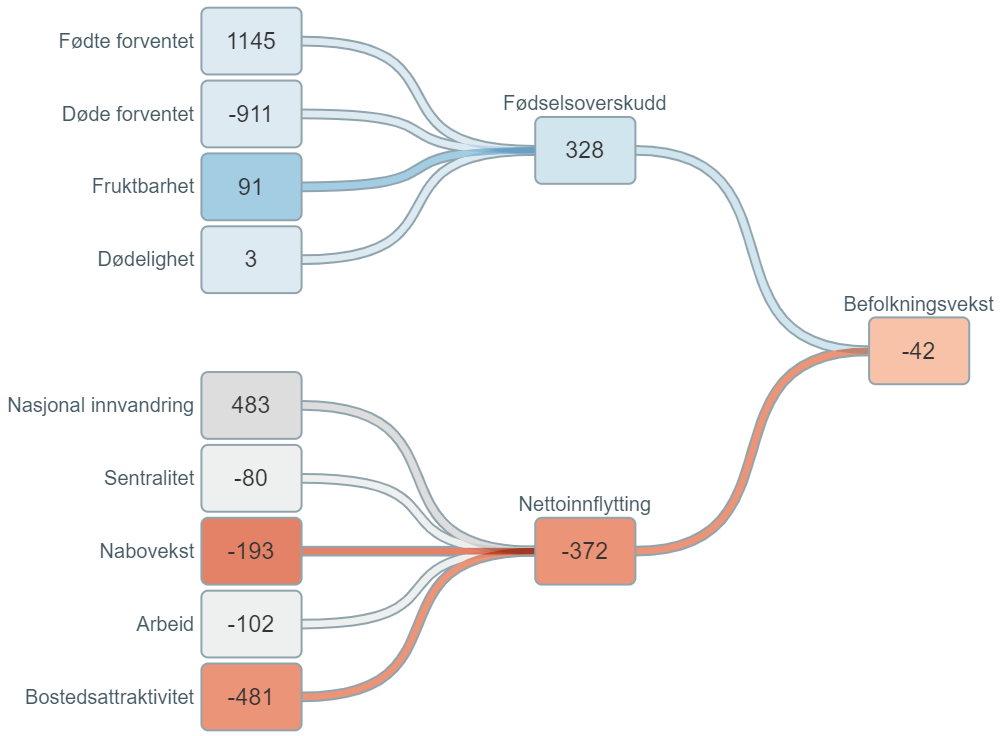 Fødte forventet
1145
Døde forventet
-911
Fruktbarhet
91
Dødelighet
3
Fødselsoverskudd
328
Befolkningsvekst
-42
Nasjonal innvandring
483
Sentralitet
-80
Nabovekst
-193
Arbeid
-102
Bostedsattraktivitet
-481
Nettoinnflytting
-372